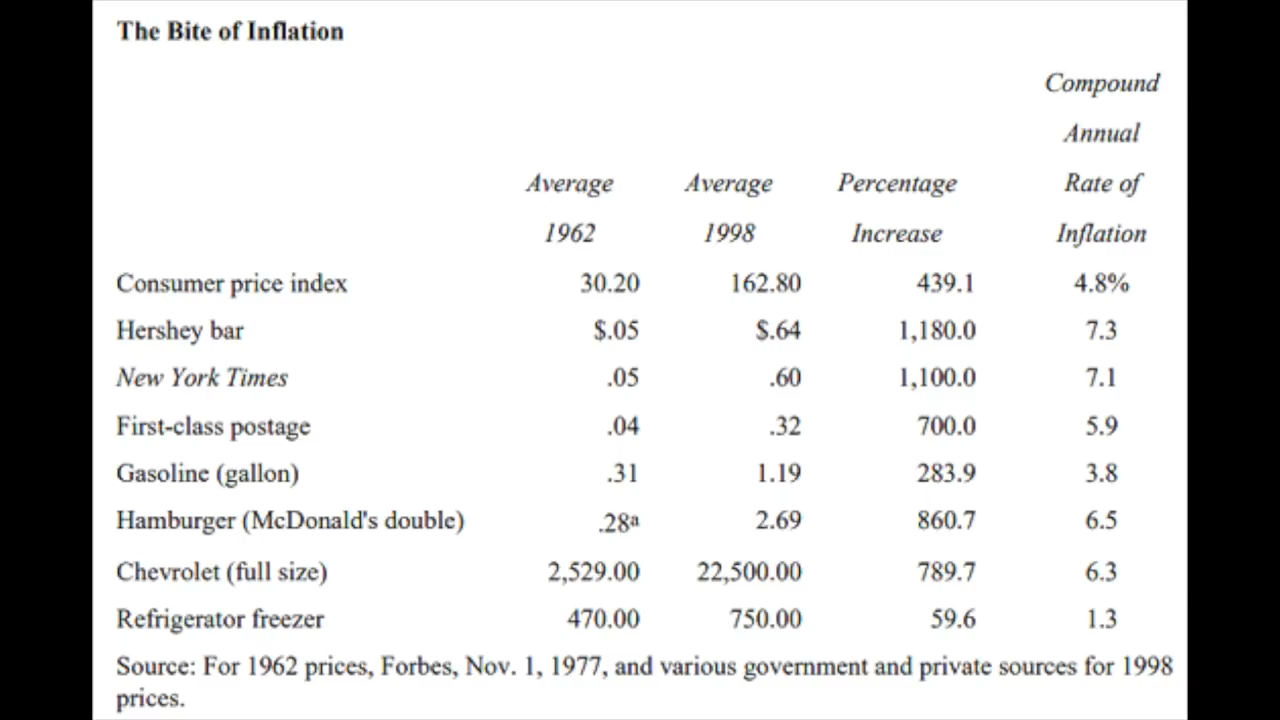 The Bite of Inflation
Compound
Annual
Average Average Percentage Rate of
1962 1998 Increase Inflation
Consumer price index 30.20 162.80 439.1 4.8%
Hershey bar $.05 $.64 1,180.0 7.3
New York Times .05 .60 1,100.0 7.1
First-class postage .04 .32 700.0 5.9
Gasoline (gallon) .31 1.19 283.9 3.8
Hamburger (McDonald's double) .28ª 2.69 860.7 6.5
Chevrolet (full size) 2,529.00 22,500.00 789.7 6.3
Refrigerator freezer 470.00 750.00 59.6 1.3
Source: For 1962 prices, Forbes, Nov. 1, 1977, and various government and private sources for 1998
prices.